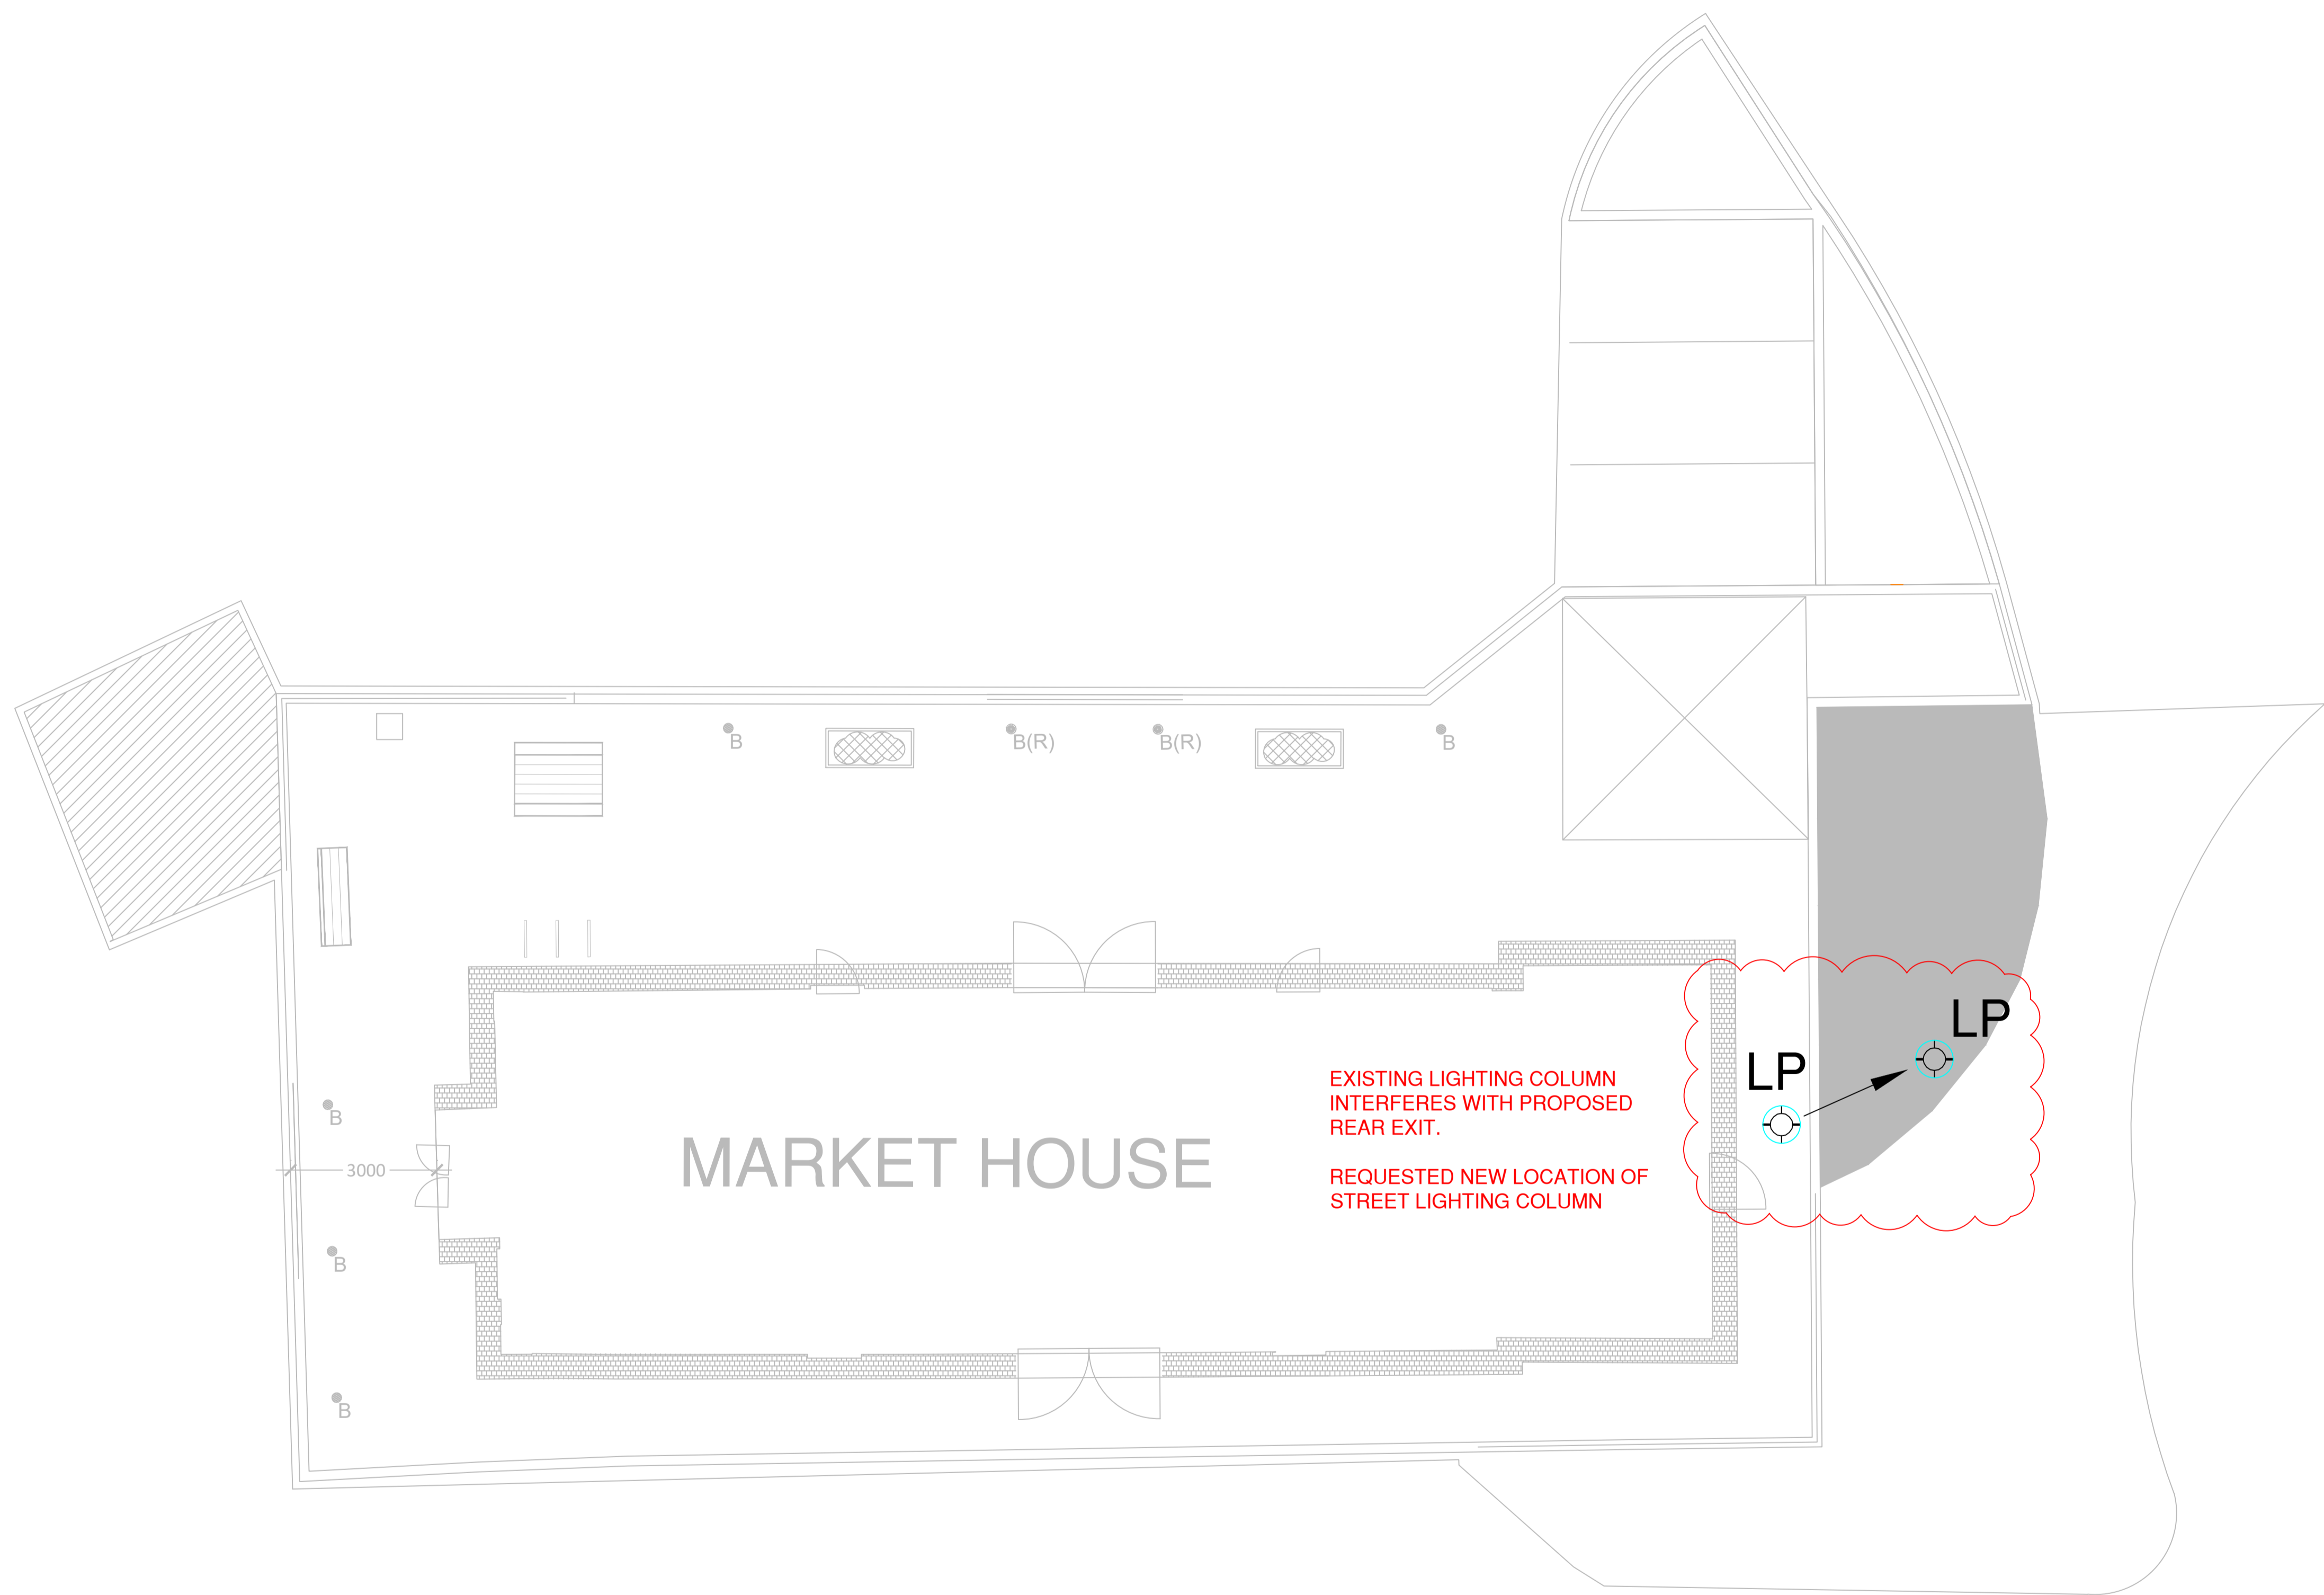 B
B(R)
B(R)
B
LP
LP
EXISTING LIGHTING COLUMN
INTERFERES WITH PROPOSED
REAR EXIT.
REQUESTED NEW LOCATION OF
STREET LIGHTING COLUMN
MARKET HOUSE
B
3000
B
B